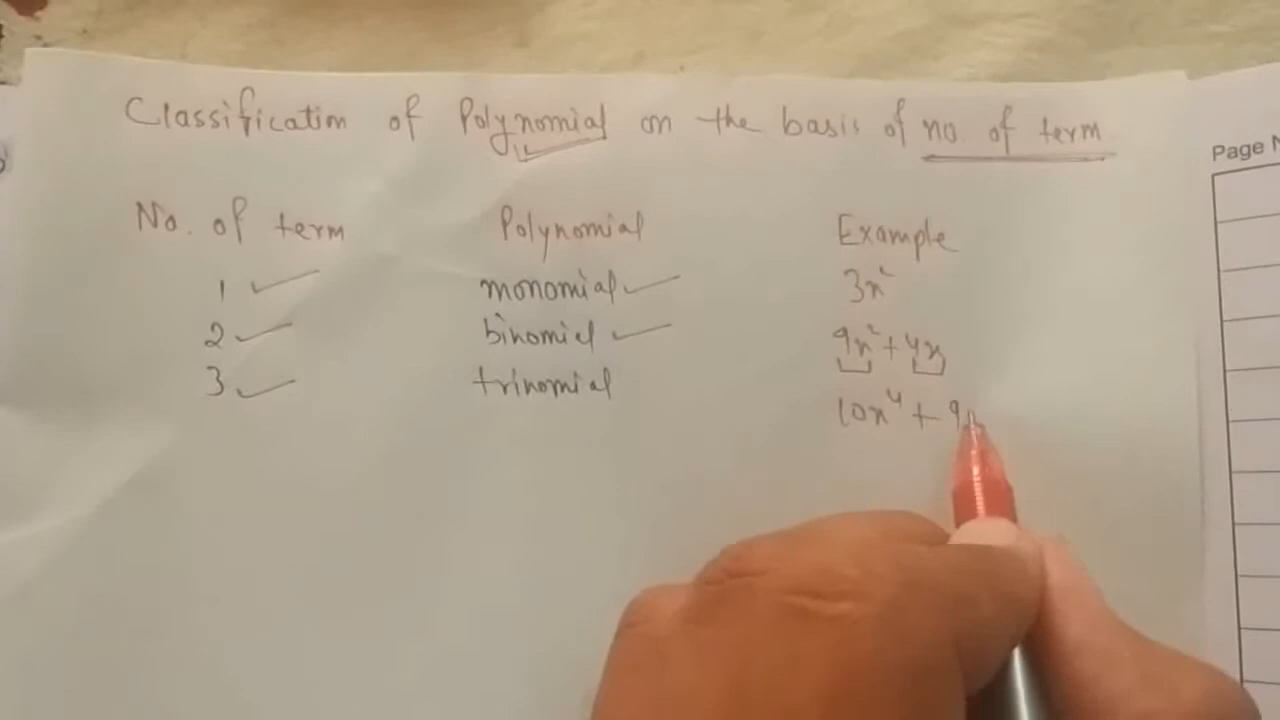 Classification of Polynomial on the basis of no. of term
Page N
No. of term Polynomial Example
1 monomial 3x²
2 binomial 9x² + 4x
3 trinomial 10x⁴ + 9